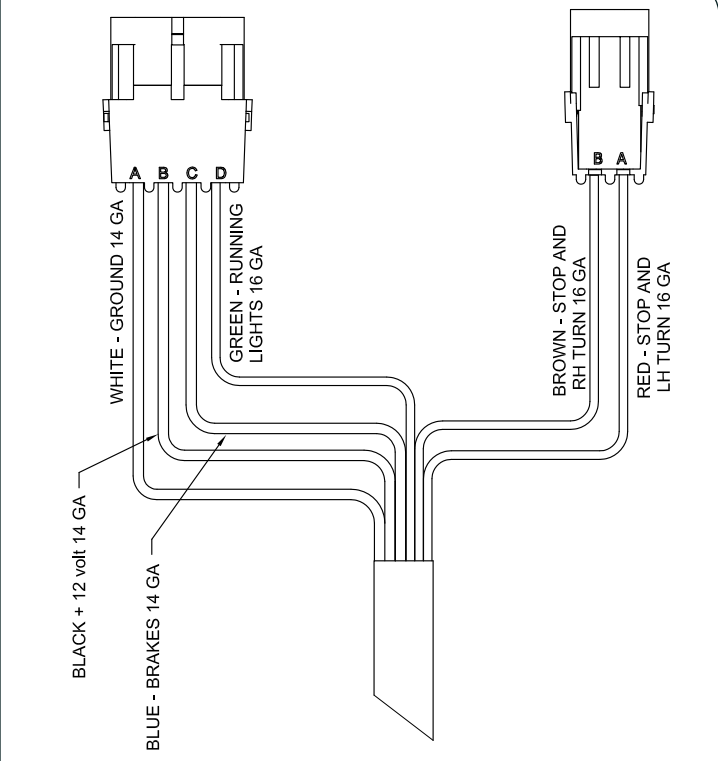 A B C D
B A
WHITE - GROUND 14 GA
GREEN - RUNNING
LIGHTS 16 GA
BROWN - STOP AND
RH TURN 16 GA
RED - STOP AND
LH TURN 16 GA
BLACK + 12 volt 14 GA
BLUE - BRAKES 14 GA